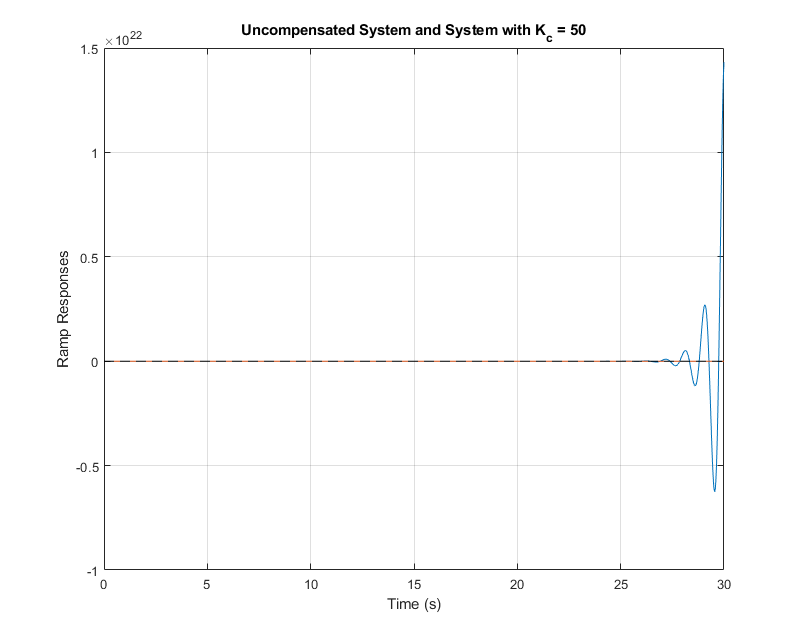 Uncompensated System and System with Kc = 50
×10^22
1.5
1
0.5
0
-0.5
-1
Ramp Responses
0 5 10 15 20 25 30
Time (s)